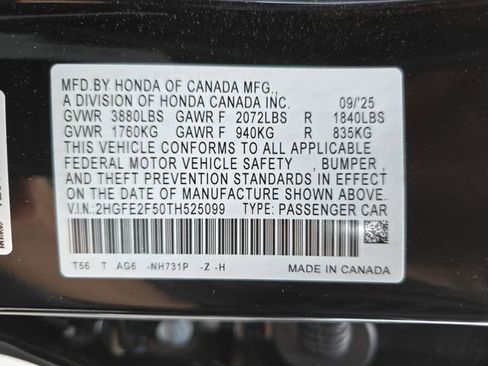 MFD.BY HONDA OF CANADA MFG.,
A DIVISION OF HONDA CANADA INC. 09/'25
GVWR 3880LBS GAWR F 2072LBS R 1840LBS
GVWR 1760KG GAWR F 940KG R 835KG
THIS VEHICLE CONFORMS TO ALL APPLICABLE
FEDERAL MOTOR VEHICLE SAFETY , BUMPER,
AND THEFT PREVENTION STANDARDS IN EFFECT
ON THE DATE OF MANUFACTURE SHOWN ABOVE.
V.I.N.:2HGFE2F50TH525099 TYPE: PASSENGER CAR
T56 T AG6 -NH731P -Z -H
MADE IN CANADA